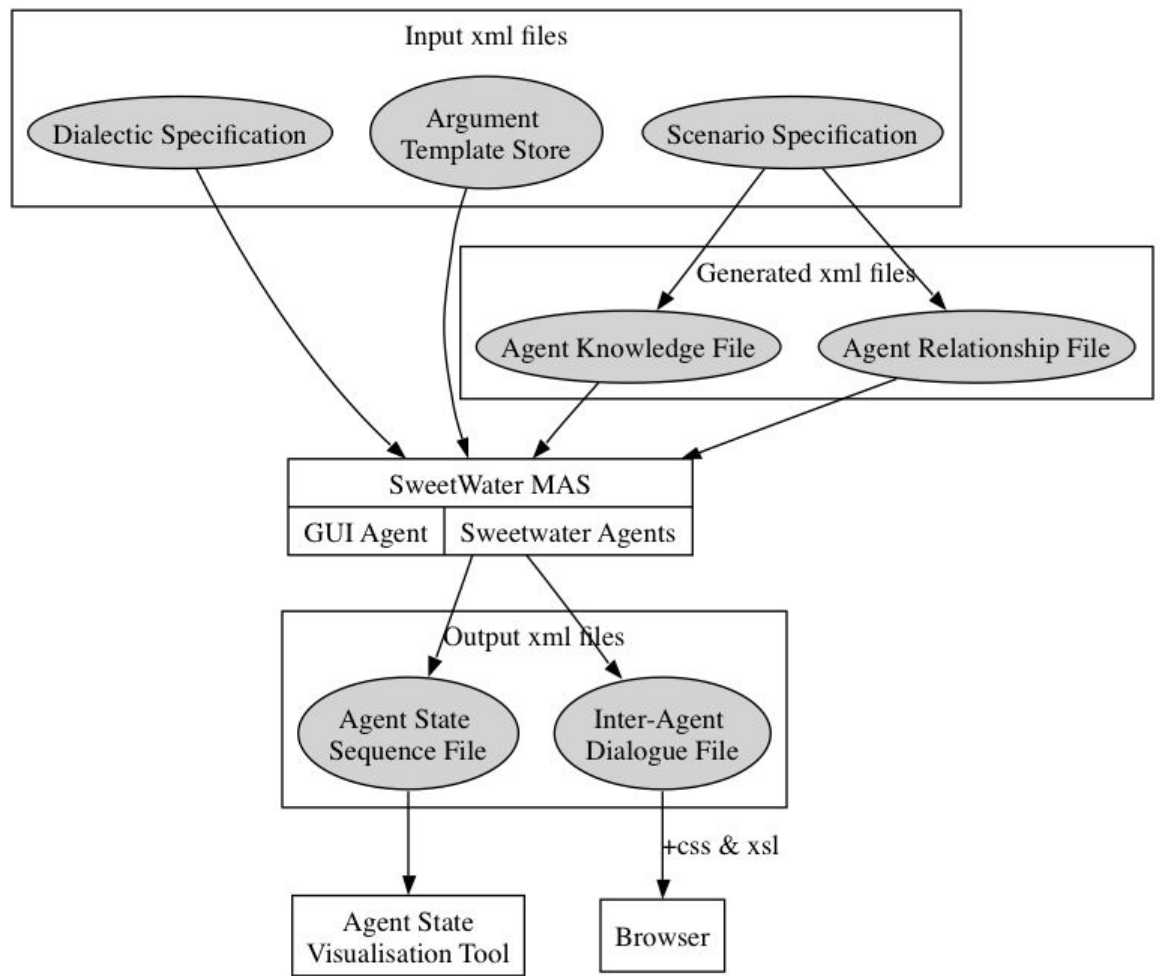 Input xml files
Dialectic Specification
Argument
Template Store
Scenario Specification
Generated xml files
Agent Knowledge File
Agent Relationship File
SweetWater MAS
GUI Agent
Sweetwater Agents
Output xml files
Agent State
Sequence File
Inter-Agent
Dialogue File
+css & xsl
Agent State
Visualisation Tool
Browser